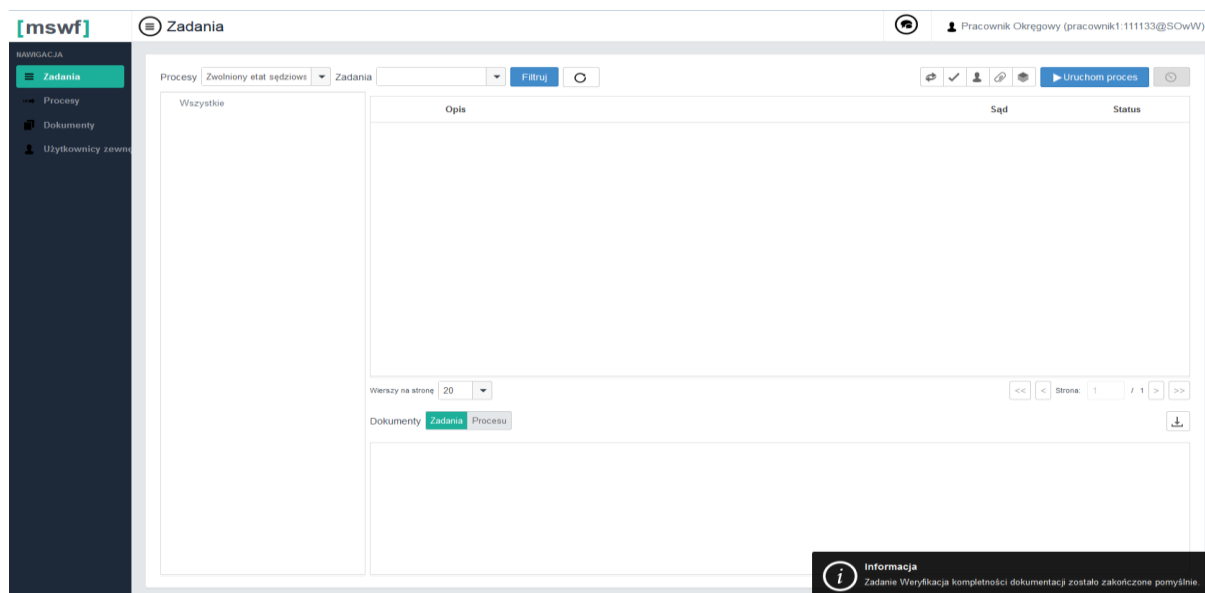 [mswf]
Zadania
Pracownik Okręgowy (pracownik1:111133@SOwW)
NAWIGACJA
Zadania
Procesy
Dokumenty
Użytkownicy zewnę
Procesy Zwolniony etat sędziows Zadania Filtruj Uruchom proces
Wszystkie
Opis Sąd Status
Wierszy na stronę 20 << < Strona: 1 / 1 > >>
Dokumenty Zadania Procesu
Informacja
Zadanie Weryfikacja kompletności dokumentacji zostało zakończone pomyślnie.